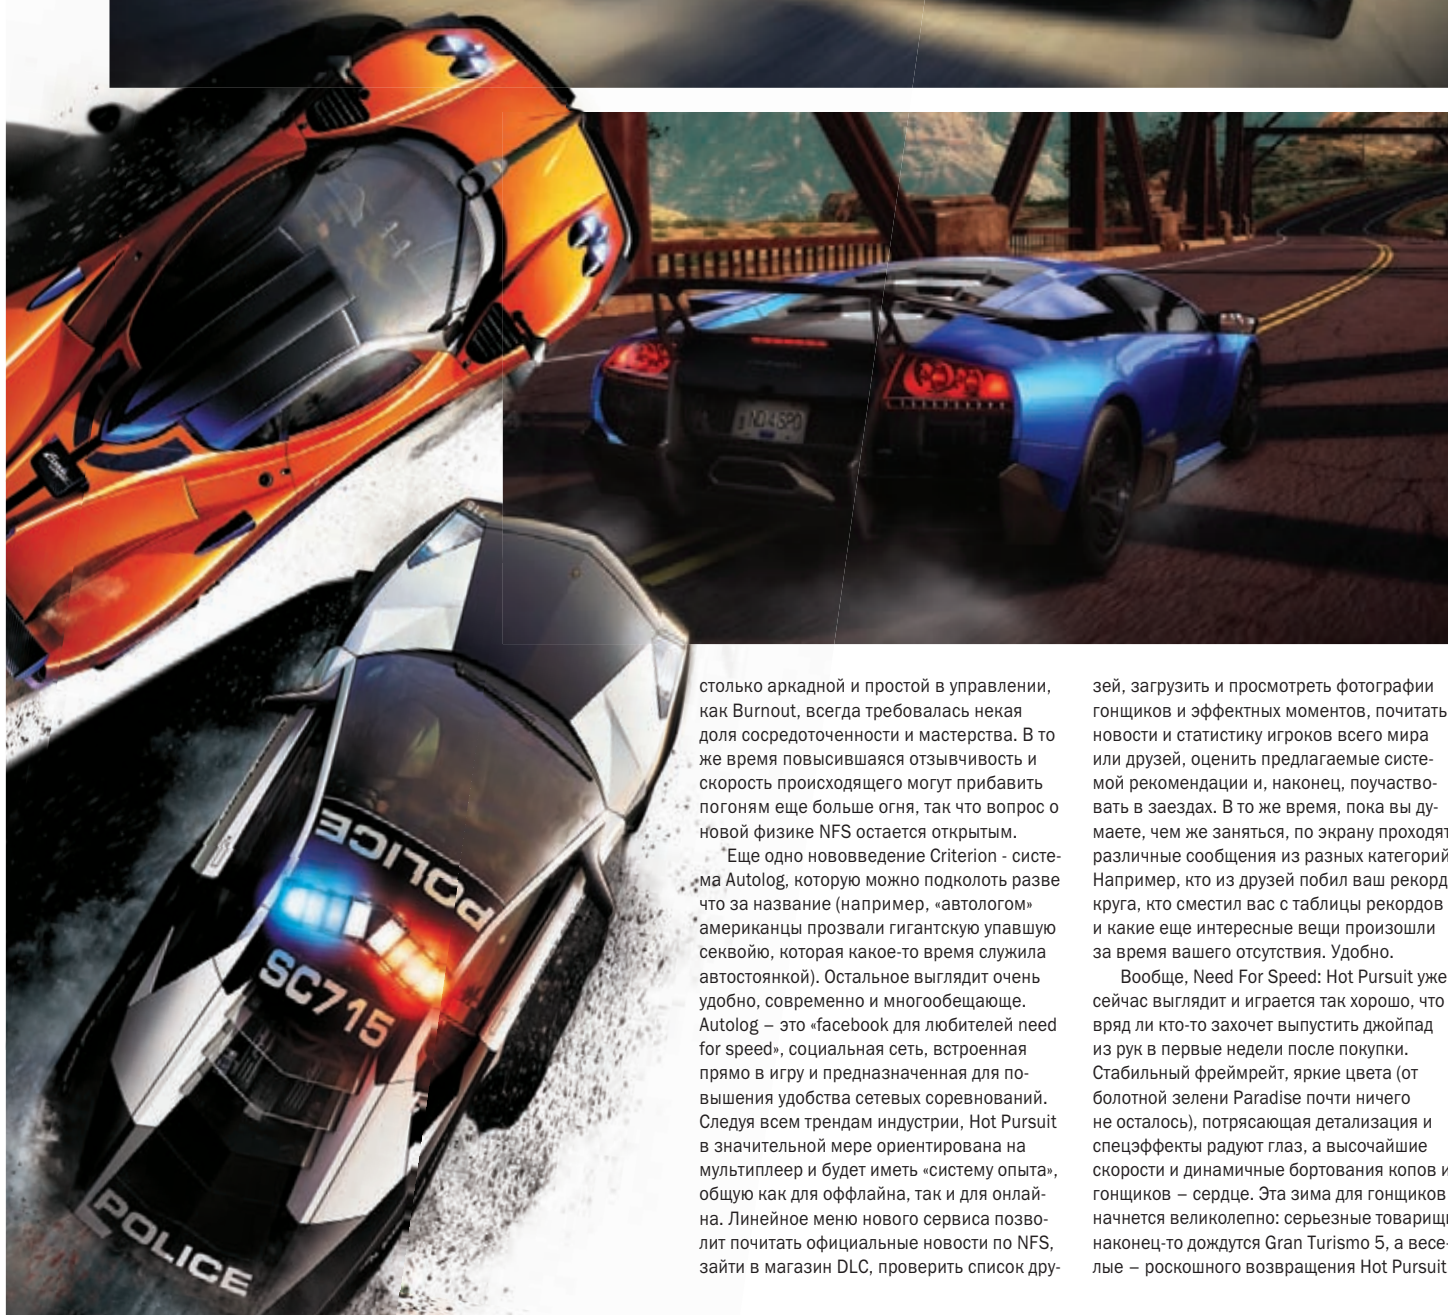 ND 4 SPD
POLICE
SC715
POLICE
столько аркадной и простой в управлении,
как Burnout, всегда требовалась некая
доля сосредоточенности и мастерства. В то
же время повысившаяся отзывчивость и
скорость происходящего могут прибавить
погоням еще больше огня, так что вопрос о
новой физике NFS остается открытым.
Еще одно нововведение Criterion - систе-
ма Autolog, которую можно подколоть разве
что за название (например, «автологом»
американцы прозвали гигантскую упавшую
секвойю, которая какое-то время служила
автостоянкой). Остальное выглядит очень
удобно, современно и многообещающе.
Autolog – это «facebook для любителей need
for speed», социальная сеть, встроенная
прямо в игру и предназначенная для по-
вышения удобства сетевых соревнований.
Следуя всем трендам индустрии, Hot Pursuit
в значительной мере ориентирована на
мультиплеер и будет иметь «систему опыта»,
общую как для оффлайна, так и для онлай-
на. Линейное меню нового сервиса позво-
лит почитать официальные новости по NFS,
зайти в магазин DLC, проверить список дру-
зей, загрузить и просмотреть фотографии
гонщиков и эффектных моментов, почитать
новости и статистику игроков всего мира
или друзей, оценить предлагаемые систе-
мой рекомендации и, наконец, поучаство-
вать в заездах. В то же время, пока вы ду-
маете, чем же заняться, по экрану проходят
различные сообщения из разных категорий
Например, кто из друзей побил ваш рекорд
круга, кто сместил вас с таблицы рекордов
и какие еще интересные вещи произошли
за время вашего отсутствия. Удобно.
Вообще, Need For Speed: Hot Pursuit уже
сейчас выглядит и играется так хорошо, что
вряд ли кто-то захочет выпустить джойпад
из рук в первые недели после покупки.
Стабильный фреймрейт, яркие цвета (от
болотной зелени Paradise почти ничего
не осталось), потрясающая детализация и
спецэффекты радуют глаз, а высочайшие
скорости и динамичные бортования копов и
гонщиков – сердце. Эта зима для гонщиков
начнется великолепно: серьезные товарищи
наконец-то дождутся Gran Turismo 5, а весе-
лые – роскошного возвращения Hot Pursuit